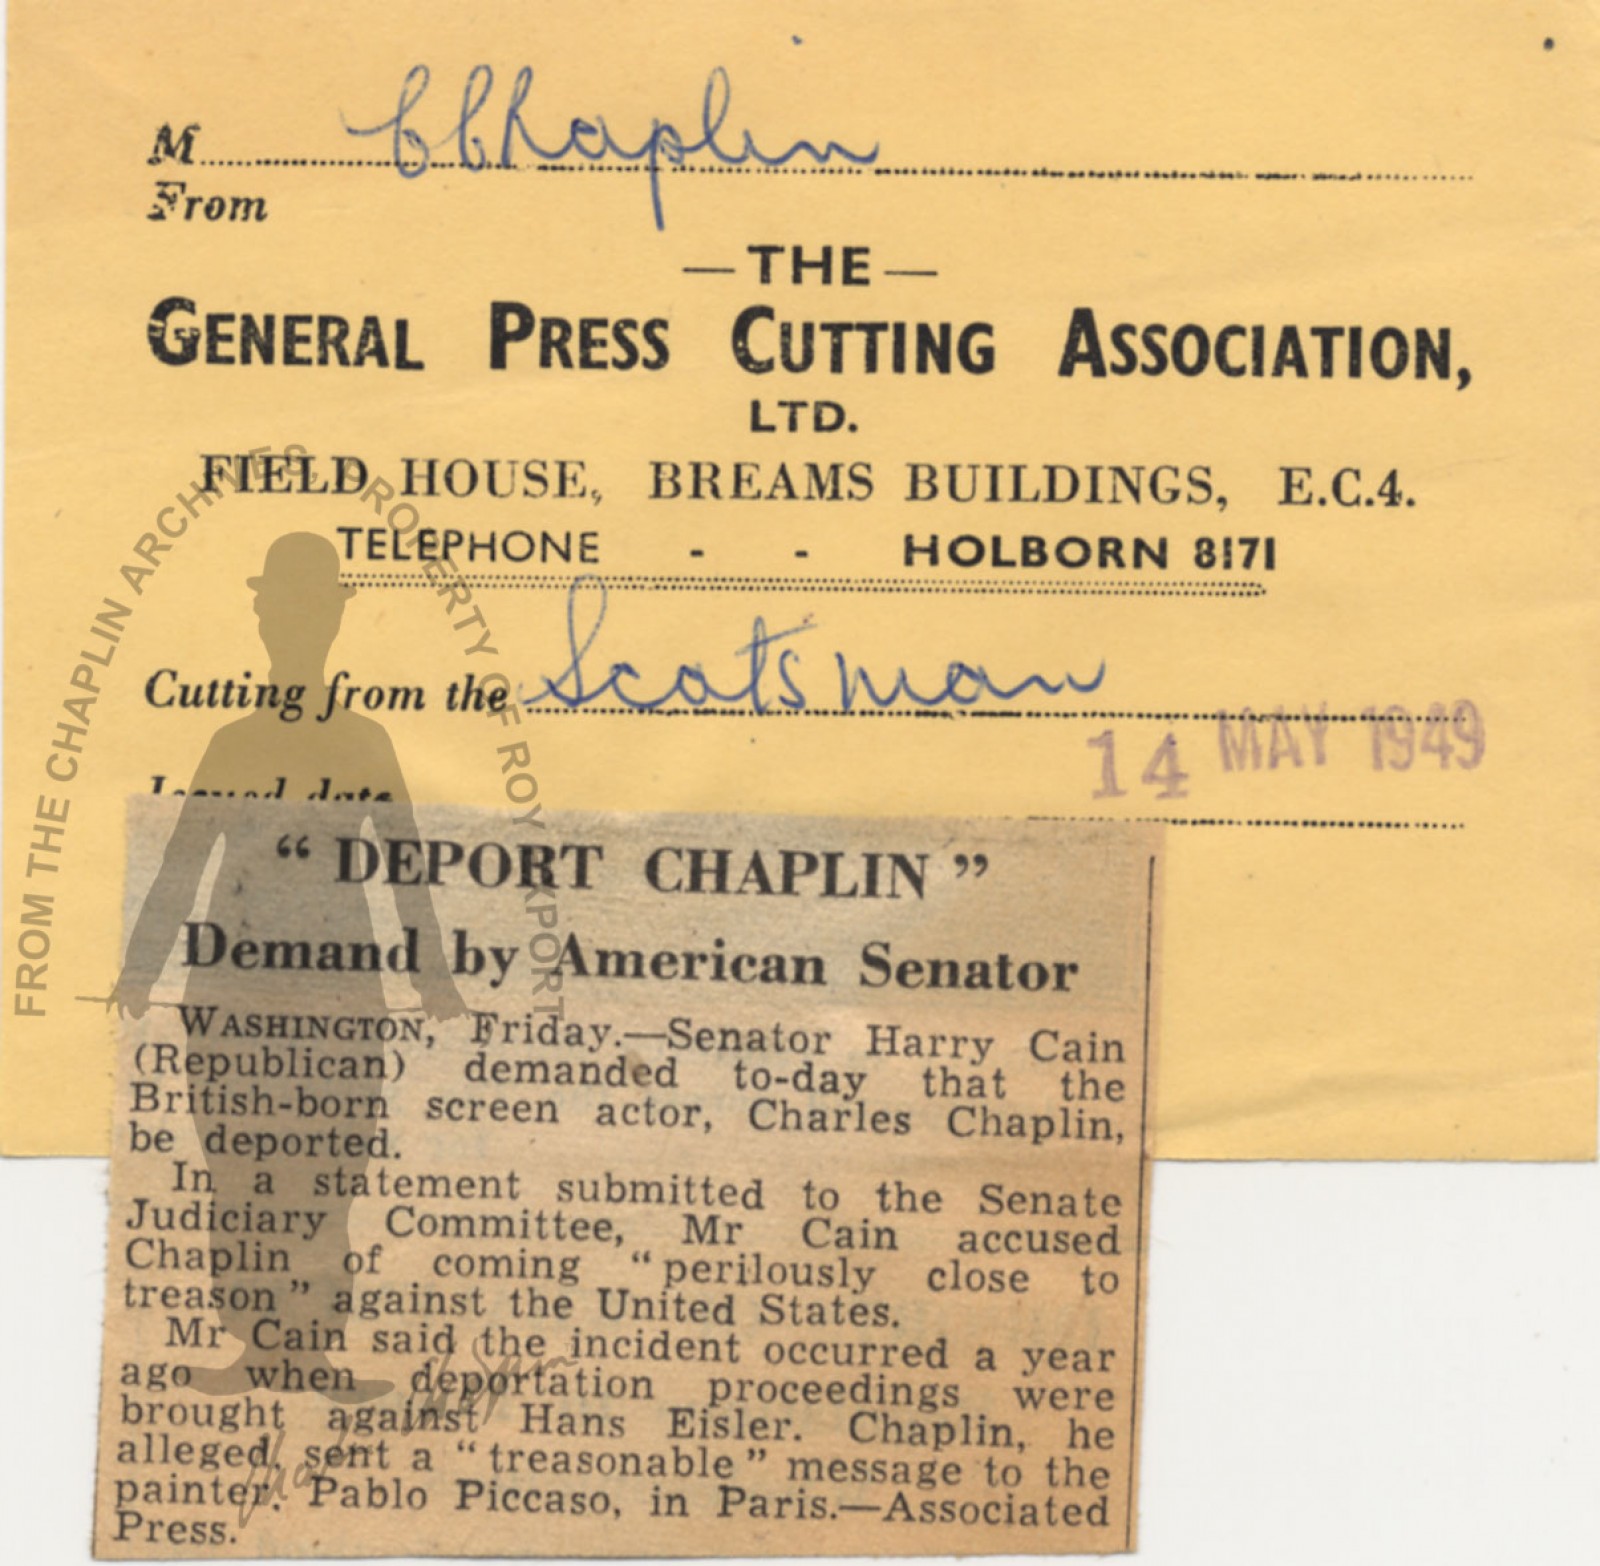 M C Chaplin
From
— THE —
GENERAL PRESS CUTTING ASSOCIATION,
LTD.
FIELD HOUSE, BREAMS BUILDINGS, E.C.4.
TELEPHONE - - HOLBORN 8171
Cutting from the Scotsman
14 MAY 1949
Issued date
" DEPORT CHAPLIN "
Demand by American Senator
WASHINGTON, Friday.—Senator Harry Cain
(Republican) demanded to-day that the
British-born screen actor, Charles Chaplin,
be deported.
In a statement submitted to the Senate
Judiciary Committee, Mr Cain accused
Chaplin of coming " perilously close to
treason " against the United States.
Mr Cain said the incident occurred a year
ago when deportation proceedings were
brought against Hans Eisler. Chaplin, he
alleged, sent a " treasonable " message to the
painter, Pablo Piccaso, in Paris.—Associated
Press.
FROM THE CHAPLIN ARCHIVES, PROPERTY OF ROY EXPORT